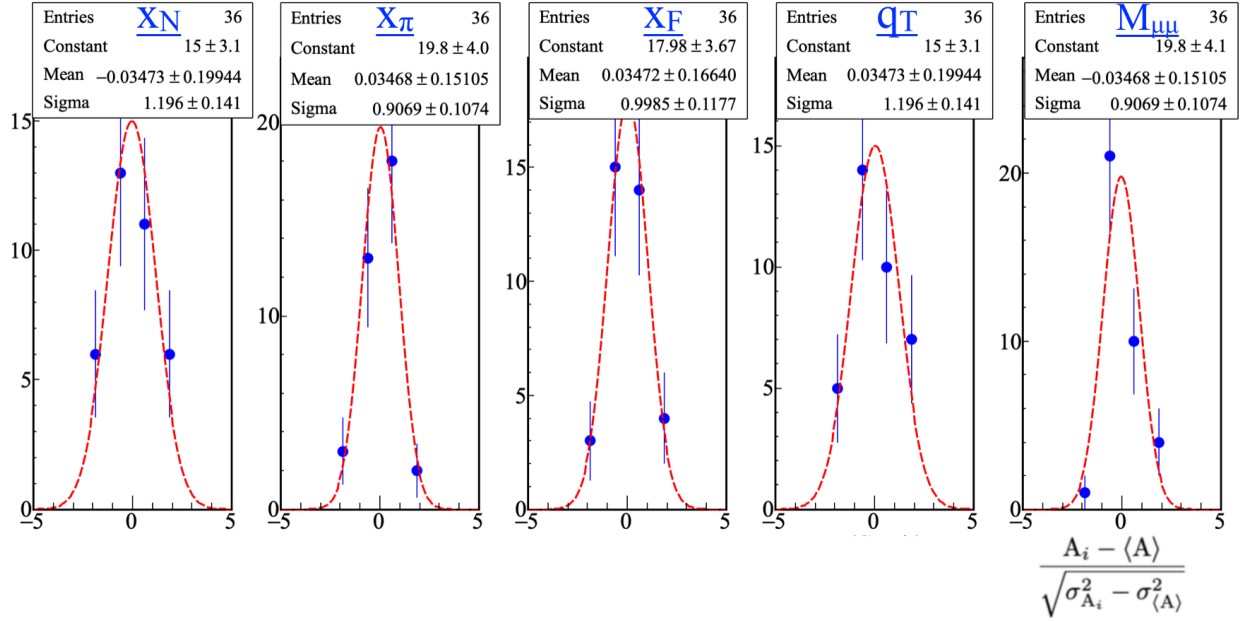 x_N
Entries 36
Constant 15 ± 3.1
Mean −0.03473 ± 0.19944
Sigma 1.196 ± 0.141
15
10
5
0
−5 0 5
x_π
Entries 36
Constant 19.8 ± 4.0
Mean 0.03468 ± 0.15105
Sigma 0.9069 ± 0.1074
20
10
0
−5 0 5
x_F
Entries 36
Constant 17.98 ± 3.67
Mean 0.03472 ± 0.16640
Sigma 0.9985 ± 0.1177
15
10
5
0
−5 0 5
q_T
Entries 36
Constant 15 ± 3.1
Mean 0.03473 ± 0.19944
Sigma 1.196 ± 0.141
15
10
5
0
−5 0 5
M_μμ
Entries 36
Constant 19.8 ± 4.1
Mean −0.03468 ± 0.15105
Sigma 0.9069 ± 0.1074
20
10
0
−5 0 5
A_i − ⟨A⟩
√σ²_{A_i} − σ²_{⟨A⟩}